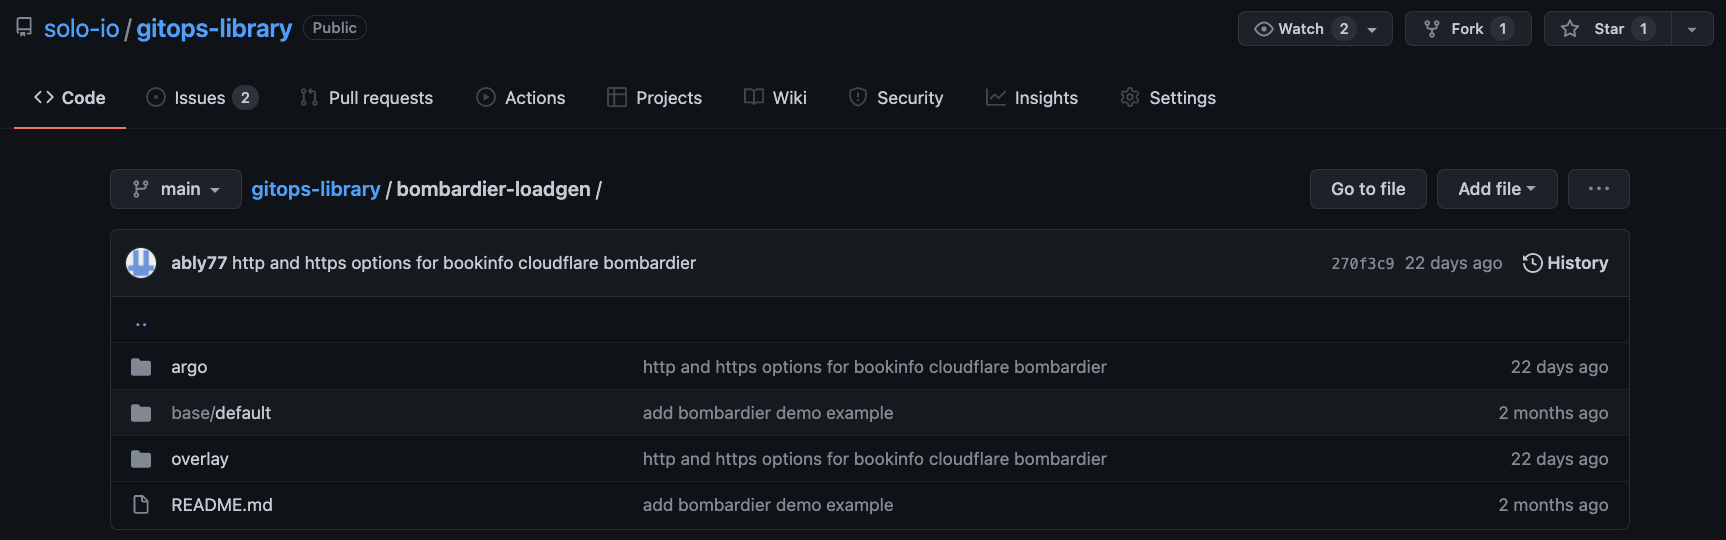 solo-io / gitops-library Public Watch 2 Fork 1 Star 1
Code Issues 2 Pull requests Actions Projects Wiki Security Insights Settings
main gitops-library / bombardier-loadgen / Go to file Add file ...
ably77 http and https options for bookinfo cloudflare bombardier 270f3c9 22 days ago History
..
argo http and https options for bookinfo cloudflare bombardier 22 days ago
base/default add bombardier demo example 2 months ago
overlay http and https options for bookinfo cloudflare bombardier 22 days ago
README.md add bombardier demo example 2 months ago